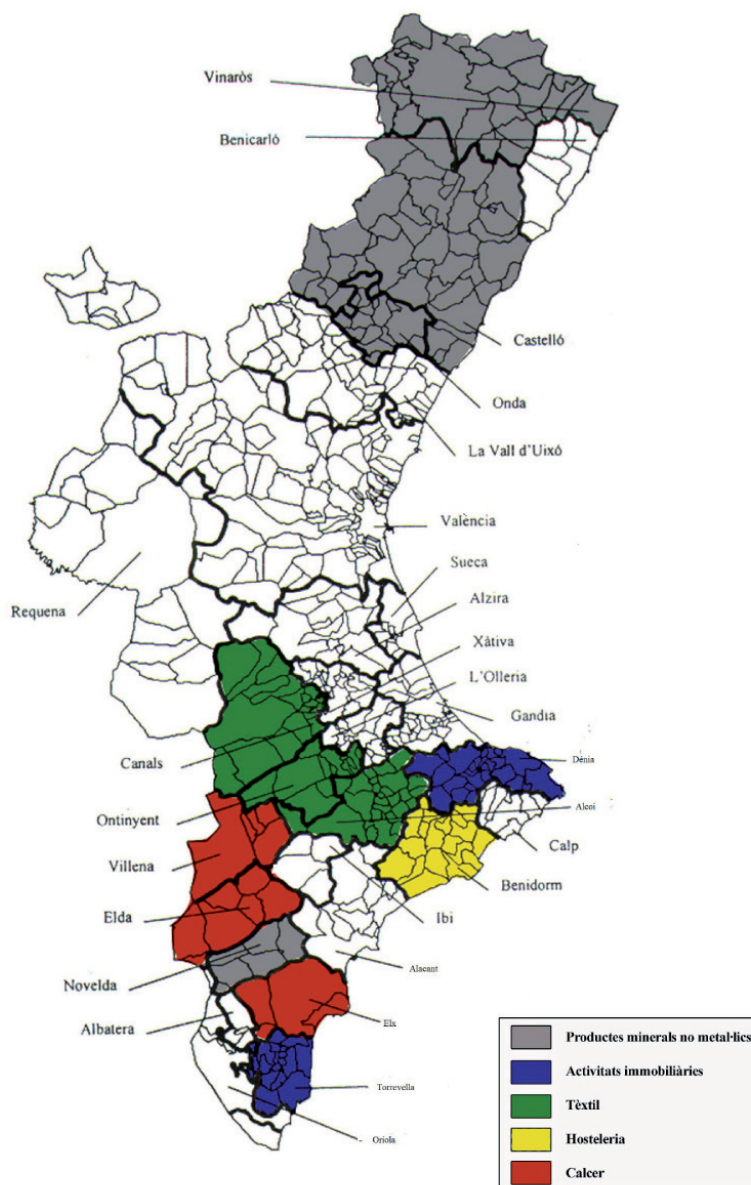 Vinaròs
Benicarló
Castelló
Onda
La Vall d'Uixó
València
Sueca
Requena
Alzira
Xàtiva
L'Olleria
Gandia
Canals
Dénia
Ontinyent
Alcoi
Villena
Calp
Benidorm
Elda
Ibi
Alacant
Novelda
Albatera
Elx
Torrevella
Oriola
Productes minerals no metal·lics
Activitats immobiliàries
Tèxtil
Hosteleria
Calcer